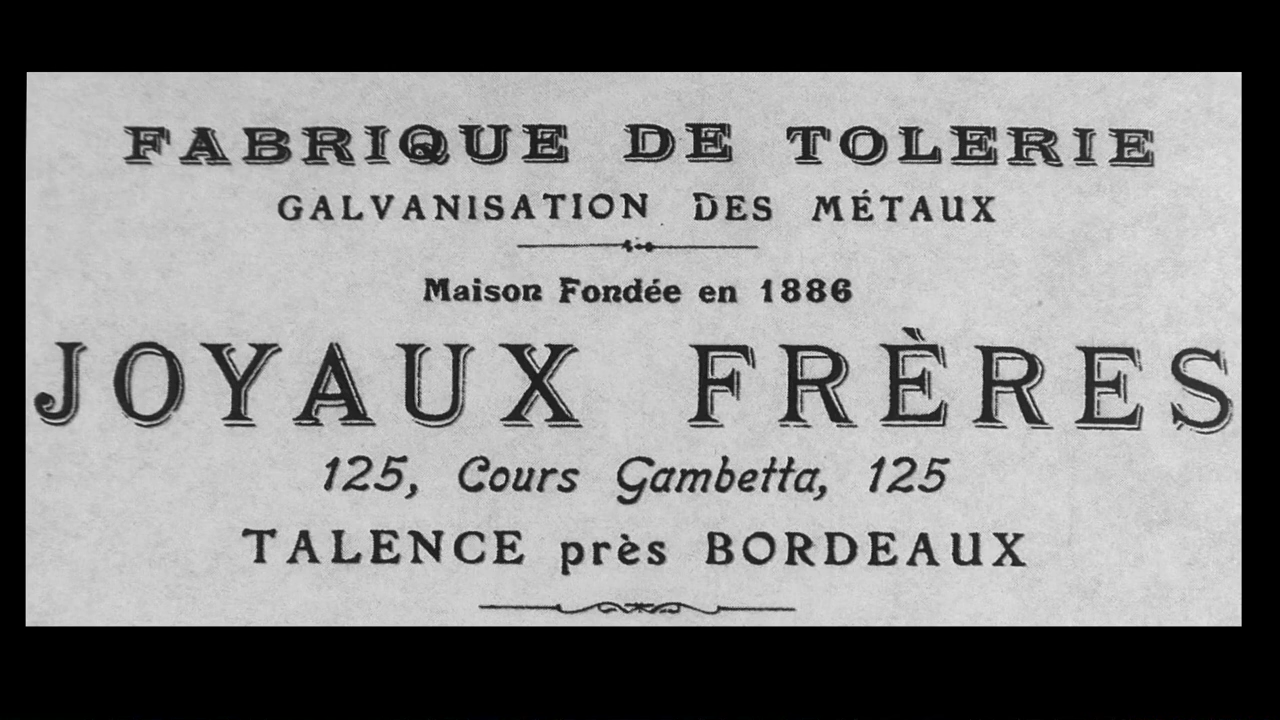 FABRIQUE DE TOLERIE
GALVANISATION DES MÉTAUX
Maison Fondée en 1886
JOYAUX FRÈRES
125, Cours Gambetta, 125
TALENCE près BORDEAUX